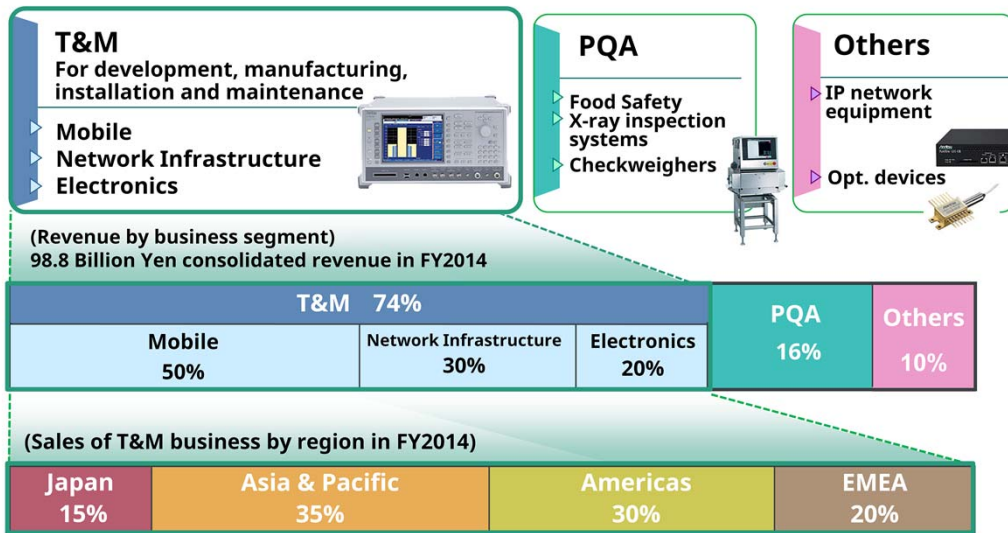 T&M
For development, manufacturing,
installation and maintenance
Mobile
Network Infrastructure
Electronics
PQA
Food Safety
X-ray inspection
systems
Checkweighers
Others
IP network
equipment
Opt. devices
(Revenue by business segment)
98.8 Billion Yen consolidated revenue in FY2014
T&M 74%
Mobile
50%
Network Infrastructure
30%
Electronics
20%
PQA
16%
Others
10%
(Sales of T&M business by region in FY2014)
Japan
15%
Asia & Pacific
35%
Americas
30%
EMEA
20%